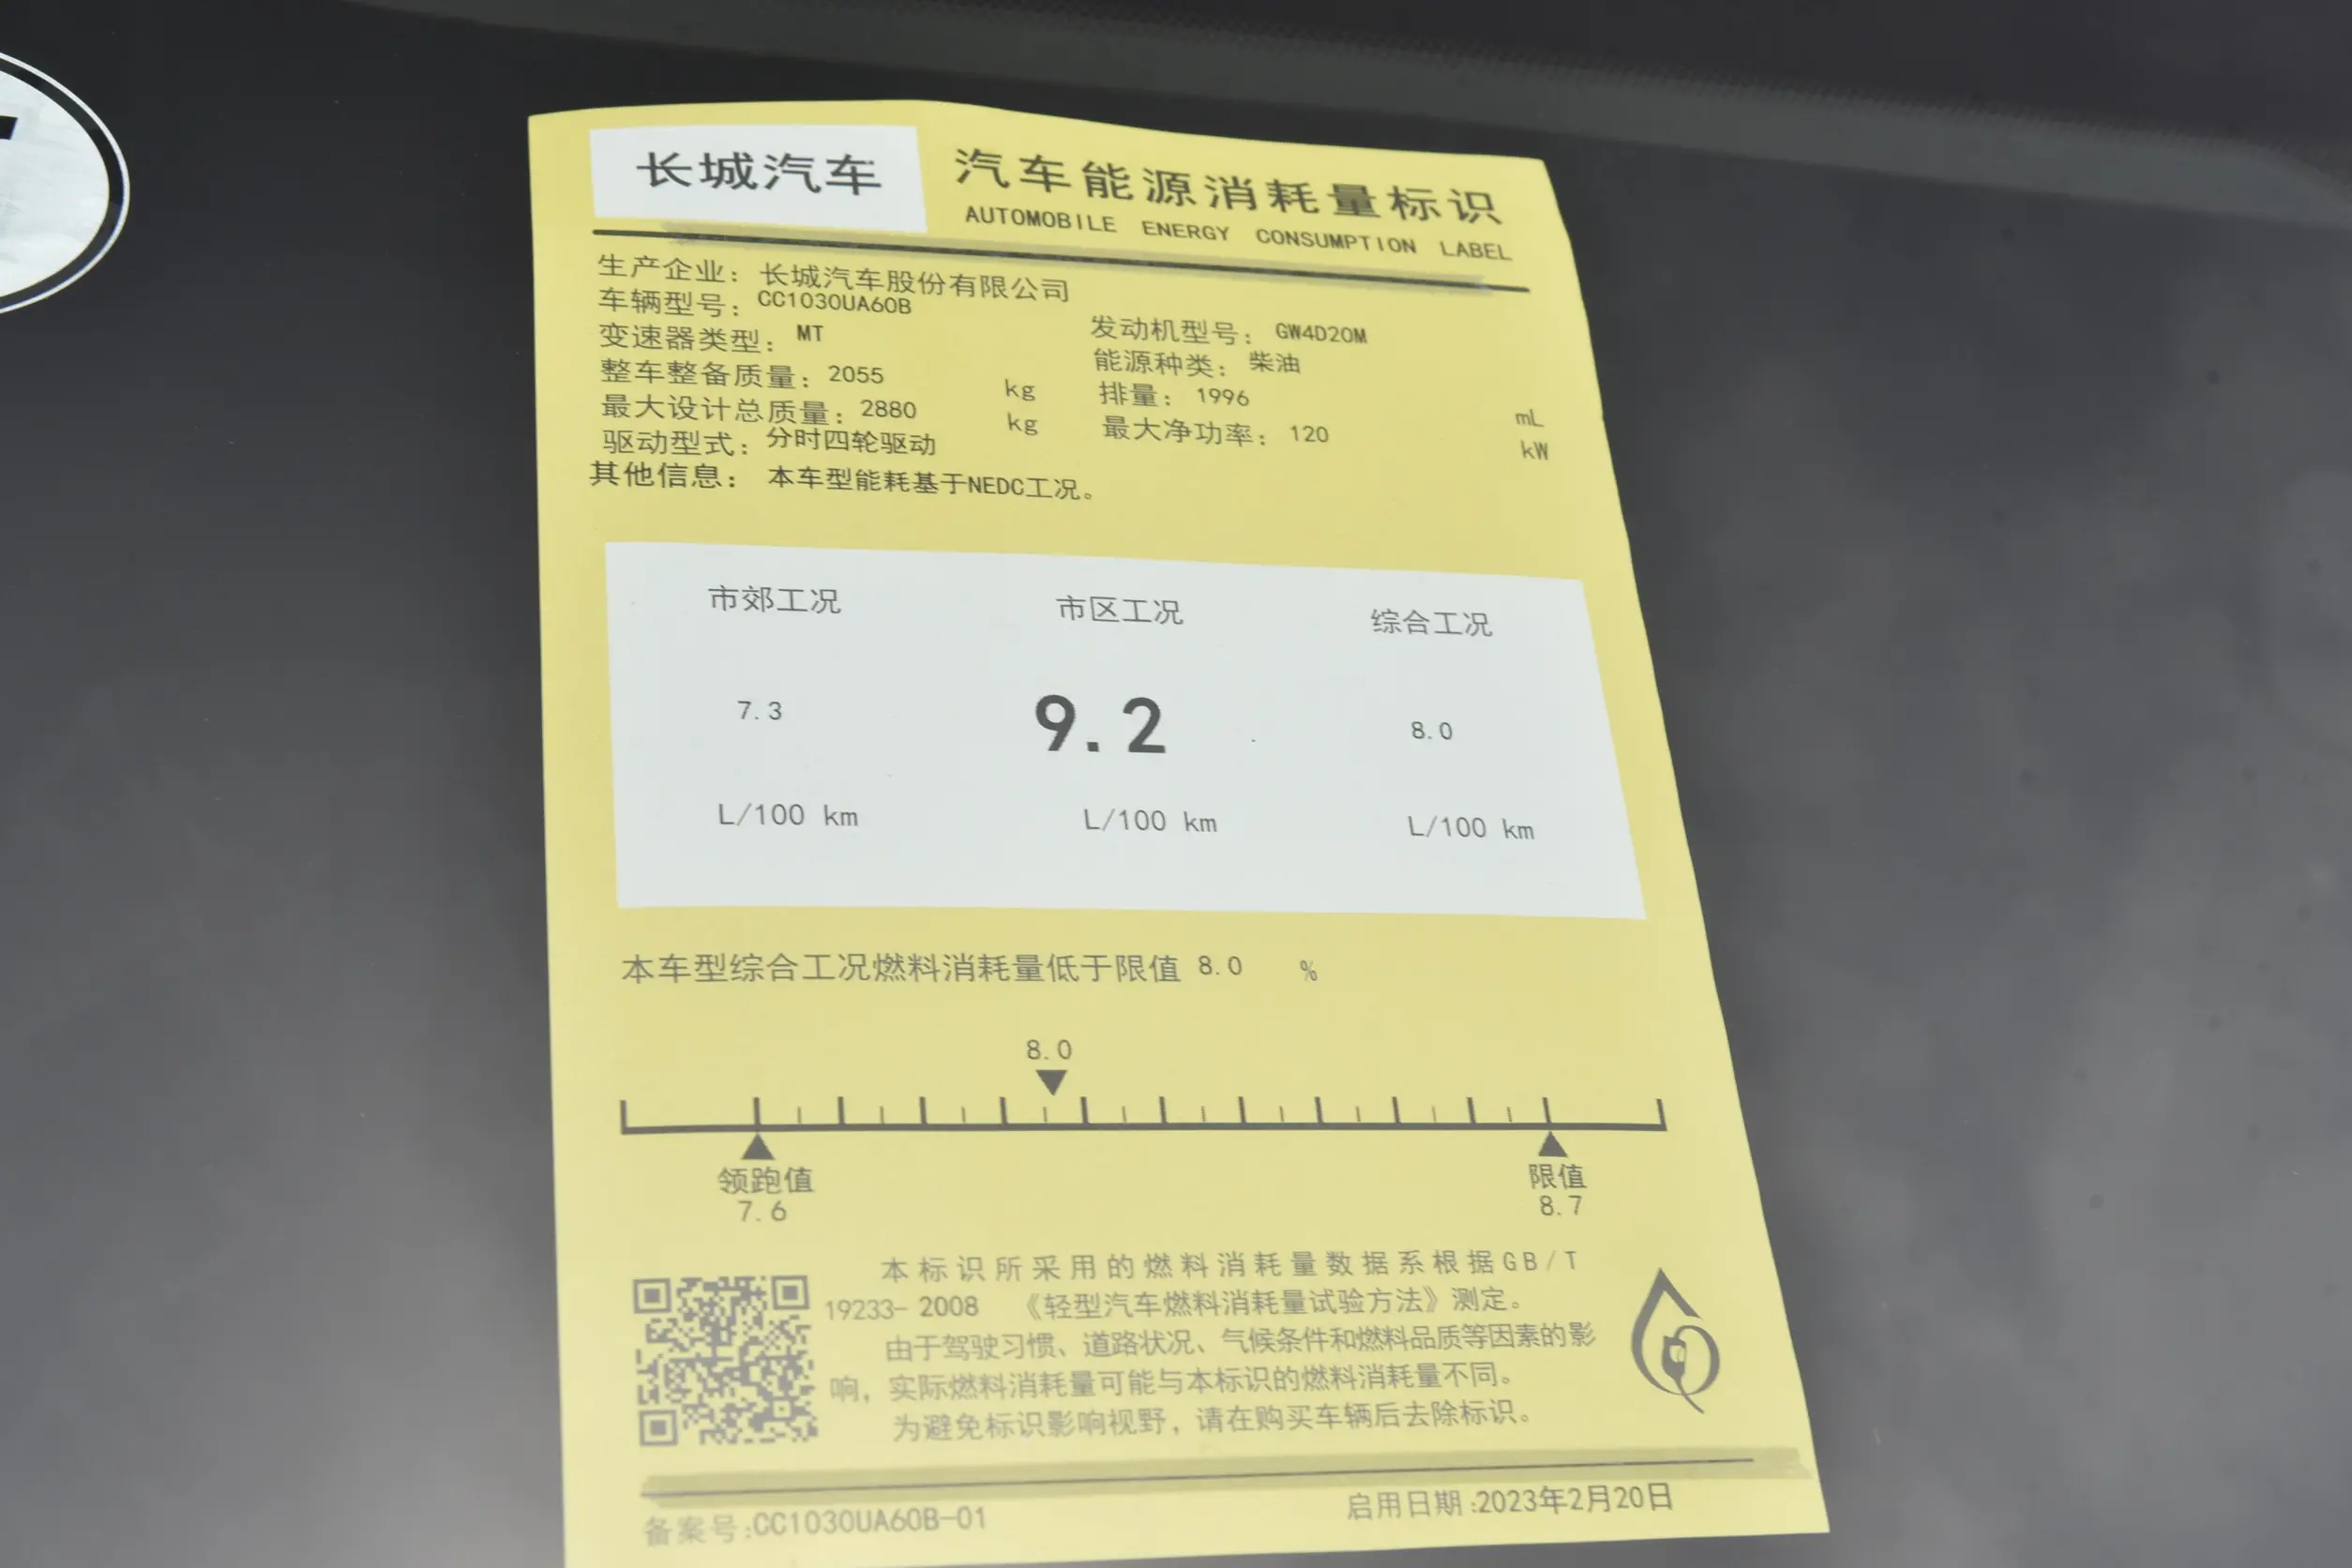 长城汽车
汽车能源消耗量标识
AUTOMOBILE ENERGY CONSUMPTION LABEL
生产企业：长城汽车股份有限公司
车辆型号：CC1030UA60B
发动机型号：GW4D20M
变速器类型：MT
能源种类：柴油
整车整备质量：2055 kg
排量：1996 mL
最大设计总质量：2880 kg
最大净功率：120 kW
驱动型式：分时四轮驱动
其他信息：本车型能耗基于NEDC工况。
市郊工况 市区工况 综合工况
7.3 9.2 8.0
L/100 km L/100 km L/100 km
本车型综合工况燃料消耗量低于限值 8.0 %
8.0
领跑值 限值
7.6 8.7
本标识所采用的燃料消耗量数据系根据GB/T
19233-2008 《轻型汽车燃料消耗量试验方法》测定。
由于驾驶习惯、道路状况、气候条件和燃料品质等因素的影
响，实际燃料消耗量可能与本标识的燃料消耗量不同。
为避免标识影响视野，请在购买车辆后去除标识。
备案号:CC1030UA60B-01 启用日期:2023年2月20日